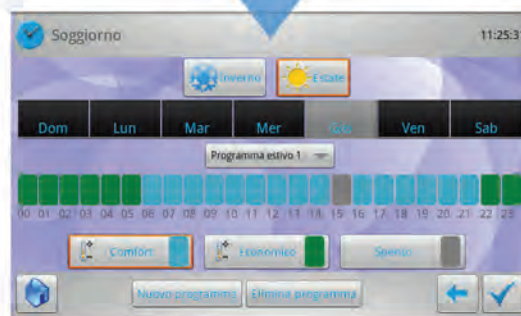 Soggiorno 11:25:31
Inverno Estate
Dom Lun Mar Mer Gio Ven Sab
Programma estivo 1
00 01 02 03 04 05 06 07 08 09 10 11 12 13 14 15 16 17 18 19 20 21 22 23
Comfort Economico Spento
Nuovo programma Elimina programma